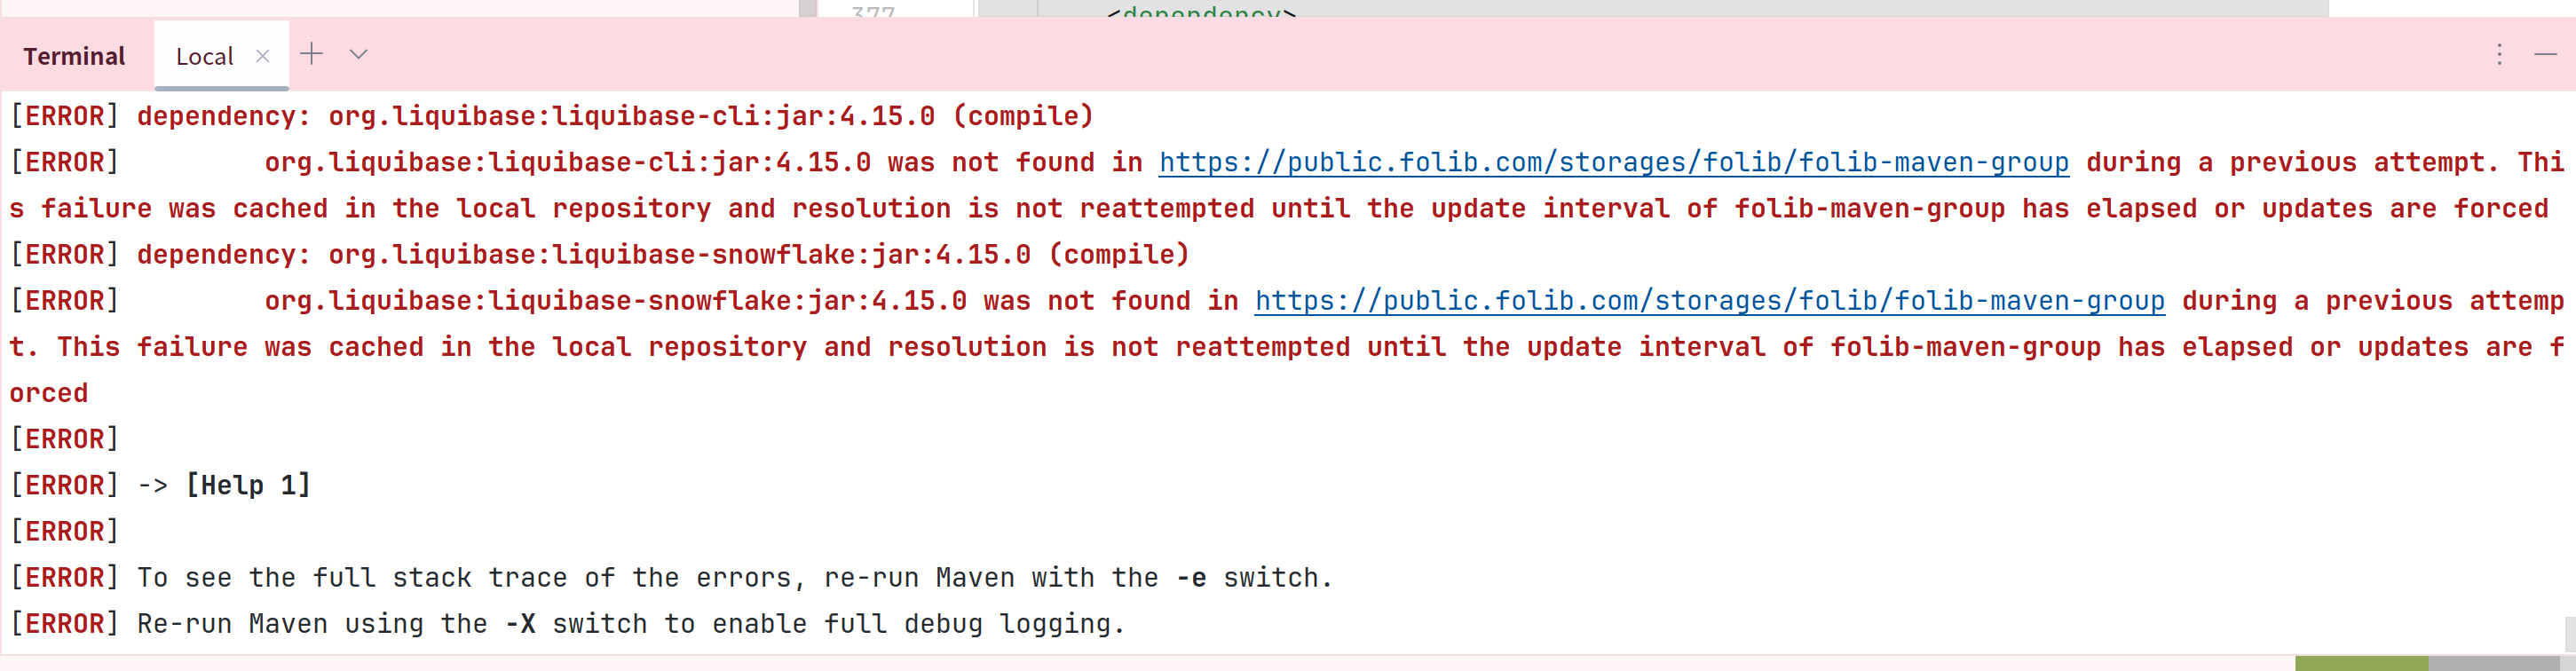 377 <dependency>
Terminal Local
[ERROR] dependency: org.liquibase:liquibase-cli:jar:4.15.0 (compile)
[ERROR]         org.liquibase:liquibase-cli:jar:4.15.0 was not found in https://public.folib.com/storages/folib/folib-maven-group during a previous attempt. Thi
s failure was cached in the local repository and resolution is not reattempted until the update interval of folib-maven-group has elapsed or updates are forced
[ERROR] dependency: org.liquibase:liquibase-snowflake:jar:4.15.0 (compile)
[ERROR]         org.liquibase:liquibase-snowflake:jar:4.15.0 was not found in https://public.folib.com/storages/folib/folib-maven-group during a previous attemp
t. This failure was cached in the local repository and resolution is not reattempted until the update interval of folib-maven-group has elapsed or updates are f
orced
[ERROR]
[ERROR] -> [Help 1]
[ERROR]
[ERROR] To see the full stack trace of the errors, re-run Maven with the -e switch.
[ERROR] Re-run Maven using the -X switch to enable full debug logging.